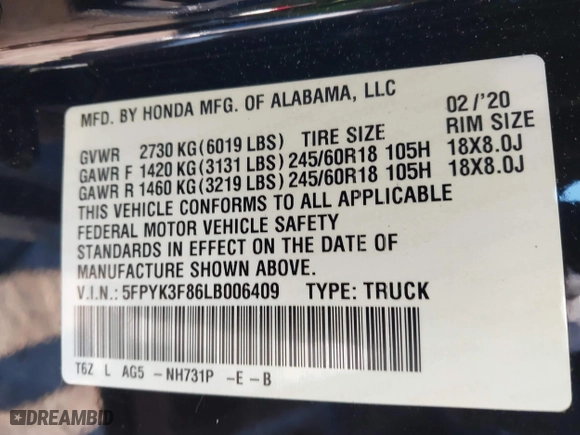 MFD. BY HONDA MFG. OF ALABAMA, LLC 02/'20
GVWR 2730 KG(6019 LBS) TIRE SIZE RIM SIZE
GAWR F 1420 KG(3131 LBS) 245/60R18 105H 18X8.0J
GAWR R 1460 KG(3219 LBS) 245/60R18 105H 18X8.0J
THIS VEHICLE CONFORMS TO ALL APPLICABLE
FEDERAL MOTOR VEHICLE SAFETY
STANDARDS IN EFFECT ON THE DATE OF
MANUFACTURE SHOWN ABOVE.
V.I.N.: 5FPYK3F86LB006409 TYPE: TRUCK
T6Z L AG5 - NH731P -E-B
DREAMBID